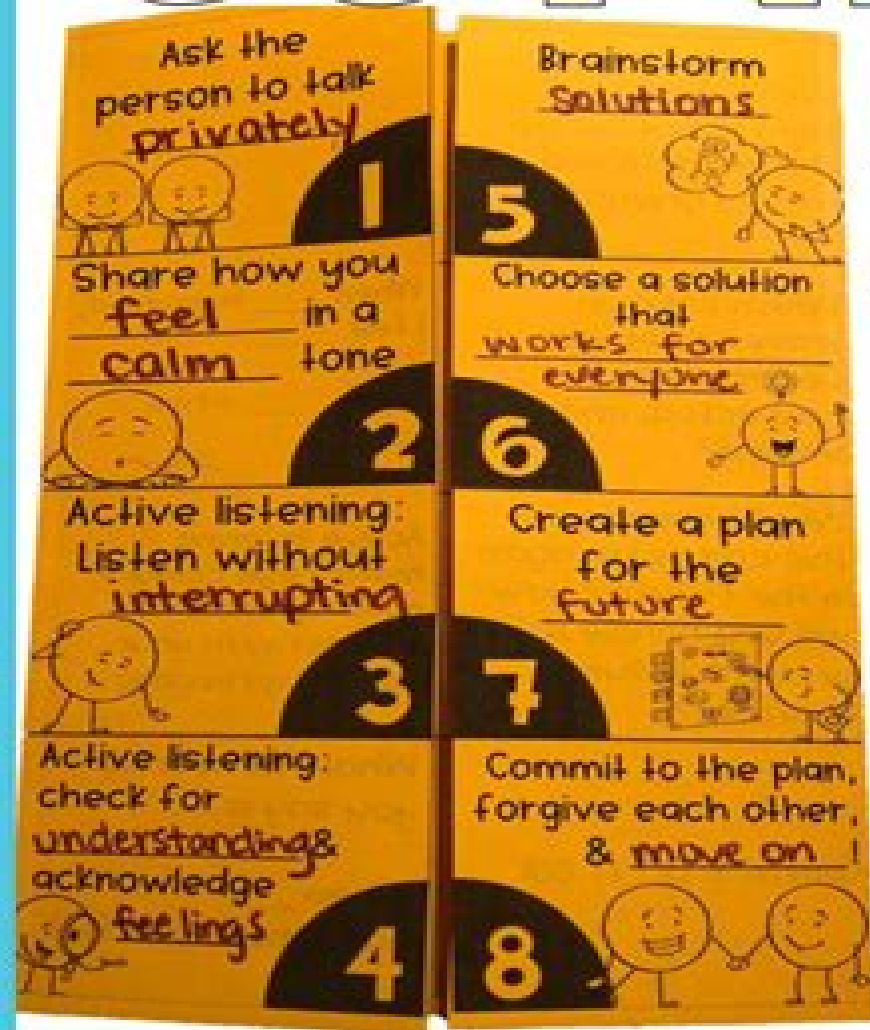 Ask the
person to talk
privately
1
Share how you
feel in a
calm tone
2
Active listening:
Listen without
interrupting
3
Active listening:
check for
understanding&
acknowledge
feelings
4
Brainstorm
Solutions
5
Choose a solution
that
works for
everyone
6
Create a plan
for the
future
7
Commit to the plan,
forgive each other,
& move on!
8